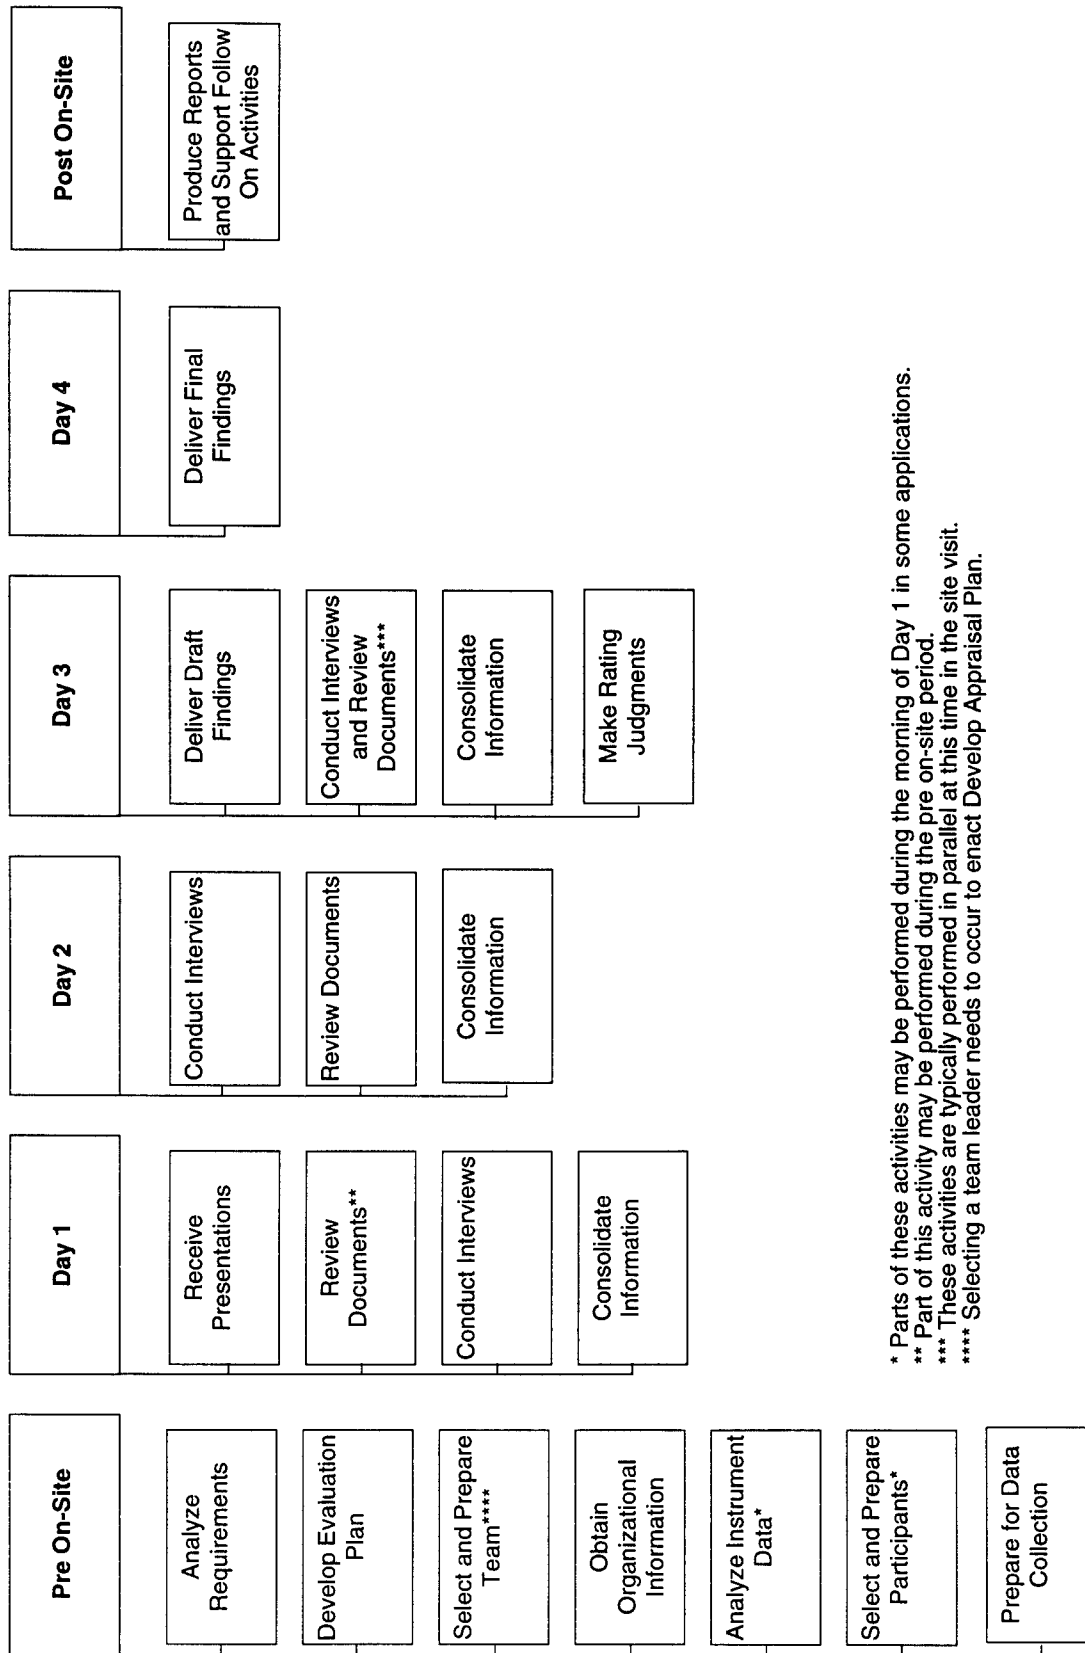 Pre On-Site
Analyze
Requirements
Develop Evaluation
Plan
Select and Prepare
Team****
Obtain
Organizational
Information
Analyze Instrument
Data*
Select and Prepare
Participants*
Prepare for Data
Collection
Day 1
Receive
Presentations
Review
Documents**
Conduct Interviews
Consolidate
Information
Day 2
Conduct Interviews
Review Documents
Consolidate
Information
Day 3
Deliver Draft
Findings
Conduct Interviews
and Review
Documents***
Consolidate
Information
Make Rating
Judgments
Day 4
Deliver Final
Findings
Post On-Site
Produce Reports
and Support Follow
On Activities
* Parts of these activities may be performed during the morning of Day 1 in some applications.
** Part of this activity may be performed during the pre on-site period.
*** These activities are typically performed in parallel at this time in the site visit.
**** Selecting a team leader needs to occur to enact Develop Appraisal Plan.